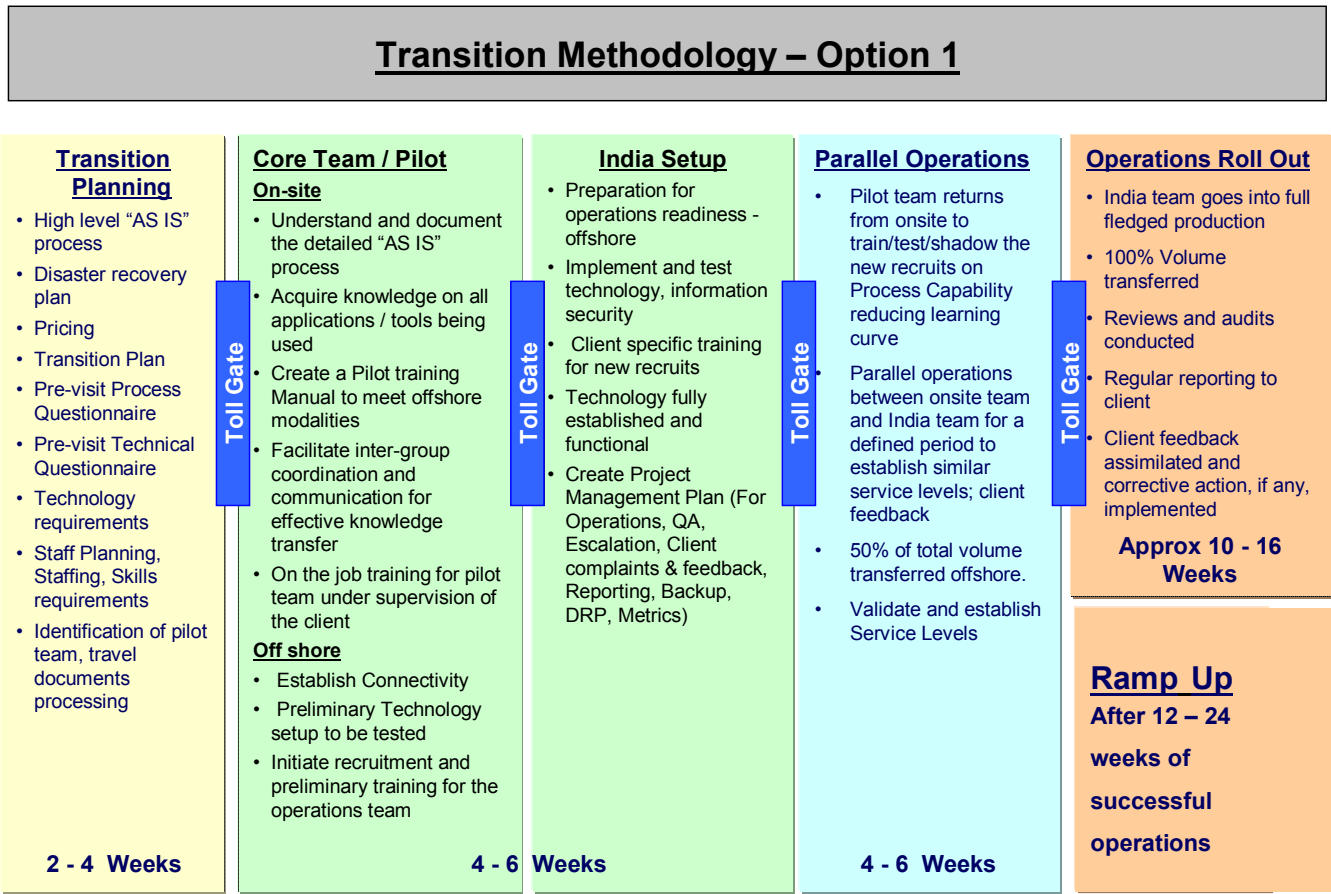 Transition Methodology – Option 1
Transition
Planning
• High level “AS IS”
process
• Disaster recovery
plan
• Pricing
• Transition Plan
• Pre-visit Process
Questionnaire
• Pre-visit Technical
Questionnaire
• Technology
requirements
• Staff Planning,
Staffing, Skills
requirements
• Identification of pilot
team, travel
documents
processing
2 - 4 Weeks
Toll Gate
Core Team / Pilot
On-site
• Understand and document
the detailed “AS IS”
process
• Acquire knowledge on all
applications / tools being
used
• Create a Pilot training
Manual to meet offshore
modalities
• Facilitate inter-group
coordination and
communication for
effective knowledge
transfer
• On the job training for pilot
team under supervision of
the client
Off shore
• Establish Connectivity
• Preliminary Technology
setup to be tested
• Initiate recruitment and
preliminary training for the
operations team
Toll Gate
India Setup
• Preparation for
operations readiness -
offshore
• Implement and test
technology, information
security
• Client specific training
for new recruits
• Technology fully
established and
functional
• Create Project
Management Plan (For
Operations, QA,
Escalation, Client
complaints & feedback,
Reporting, Backup,
DRP, Metrics)
4 - 6 Weeks
Toll Gate
Parallel Operations
• Pilot team returns
from onsite to
train/test/shadow the
new recruits on
Process Capability
reducing learning
curve
• Parallel operations
between onsite team
and India team for a
defined period to
establish similar
service levels; client
feedback
• 50% of total volume
transferred offshore.
• Validate and establish
Service Levels
4 - 6 Weeks
Toll Gate
Operations Roll Out
• India team goes into full
fledged production
• 100% Volume
transferred
• Reviews and audits
conducted
• Regular reporting to
client
• Client feedback
assimilated and
corrective action, if any,
implemented
Approx 10 - 16
Weeks
Ramp Up
After 12 – 24
weeks of
successful
operations